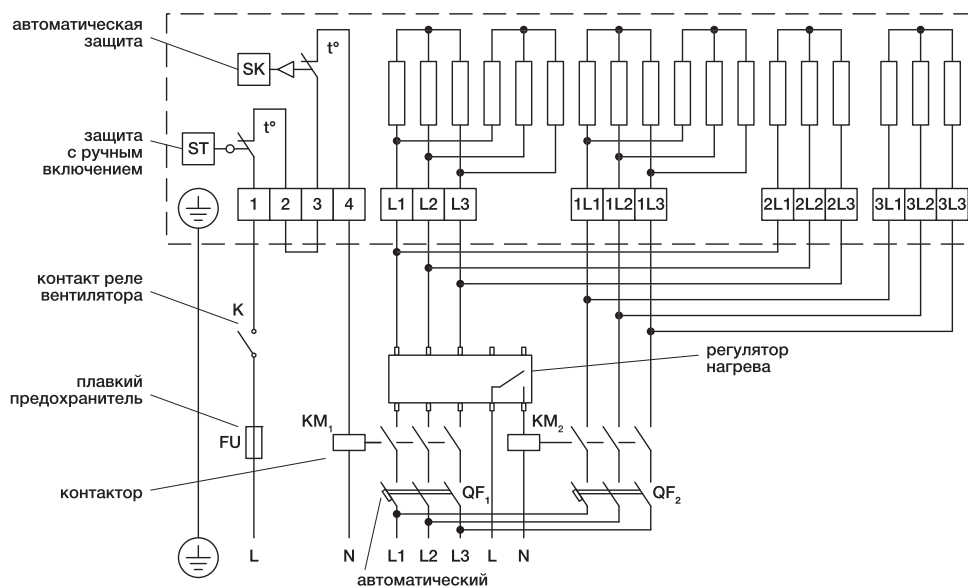 автоматическая
защита
SK
t°
защита
с ручным
включением
ST
t°
1 2 3 4 L1 L2 L3 1L1 1L2 1L3 2L1 2L2 2L3 3L1 3L2 3L3
контакт реле
вентилятора
K
регулятор
нагрева
плавкий
предохранитель
FU
KM1
KM2
контактор
QF1
QF2
L N L1 L2 L3 L N
автоматический